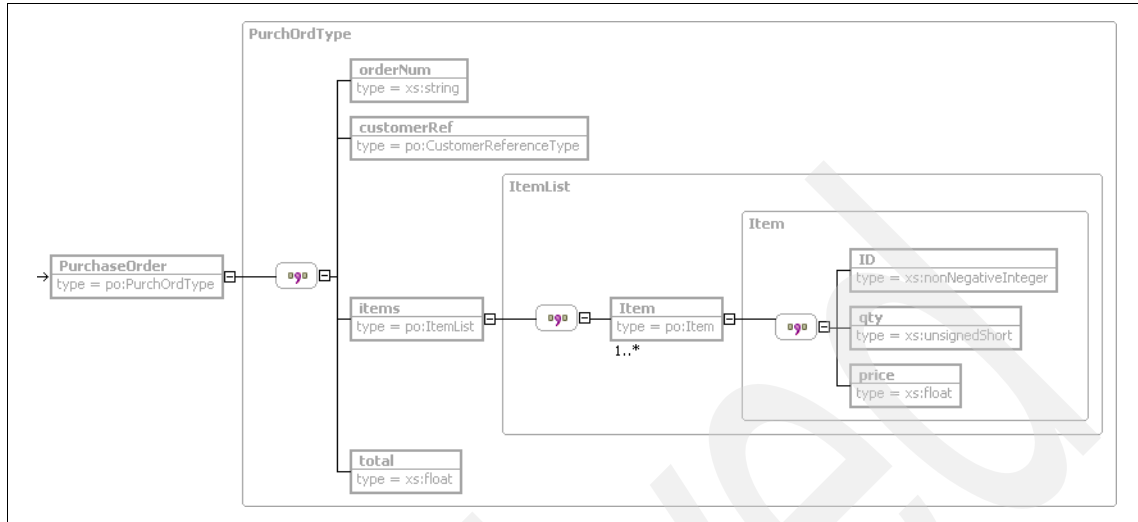 PurchOrdType
orderNum
type = xs:string
customerRef
type = po:CustomerReferenceType
ItemList
Item
PurchaseOrder
type = po:PurchOrdType
items
type = po:ItemList
Item
type = po:Item
1..*
ID
type = xs:nonNegativeInteger
qty
type = xs:unsignedShort
price
type = xs:float
total
type = xs:float